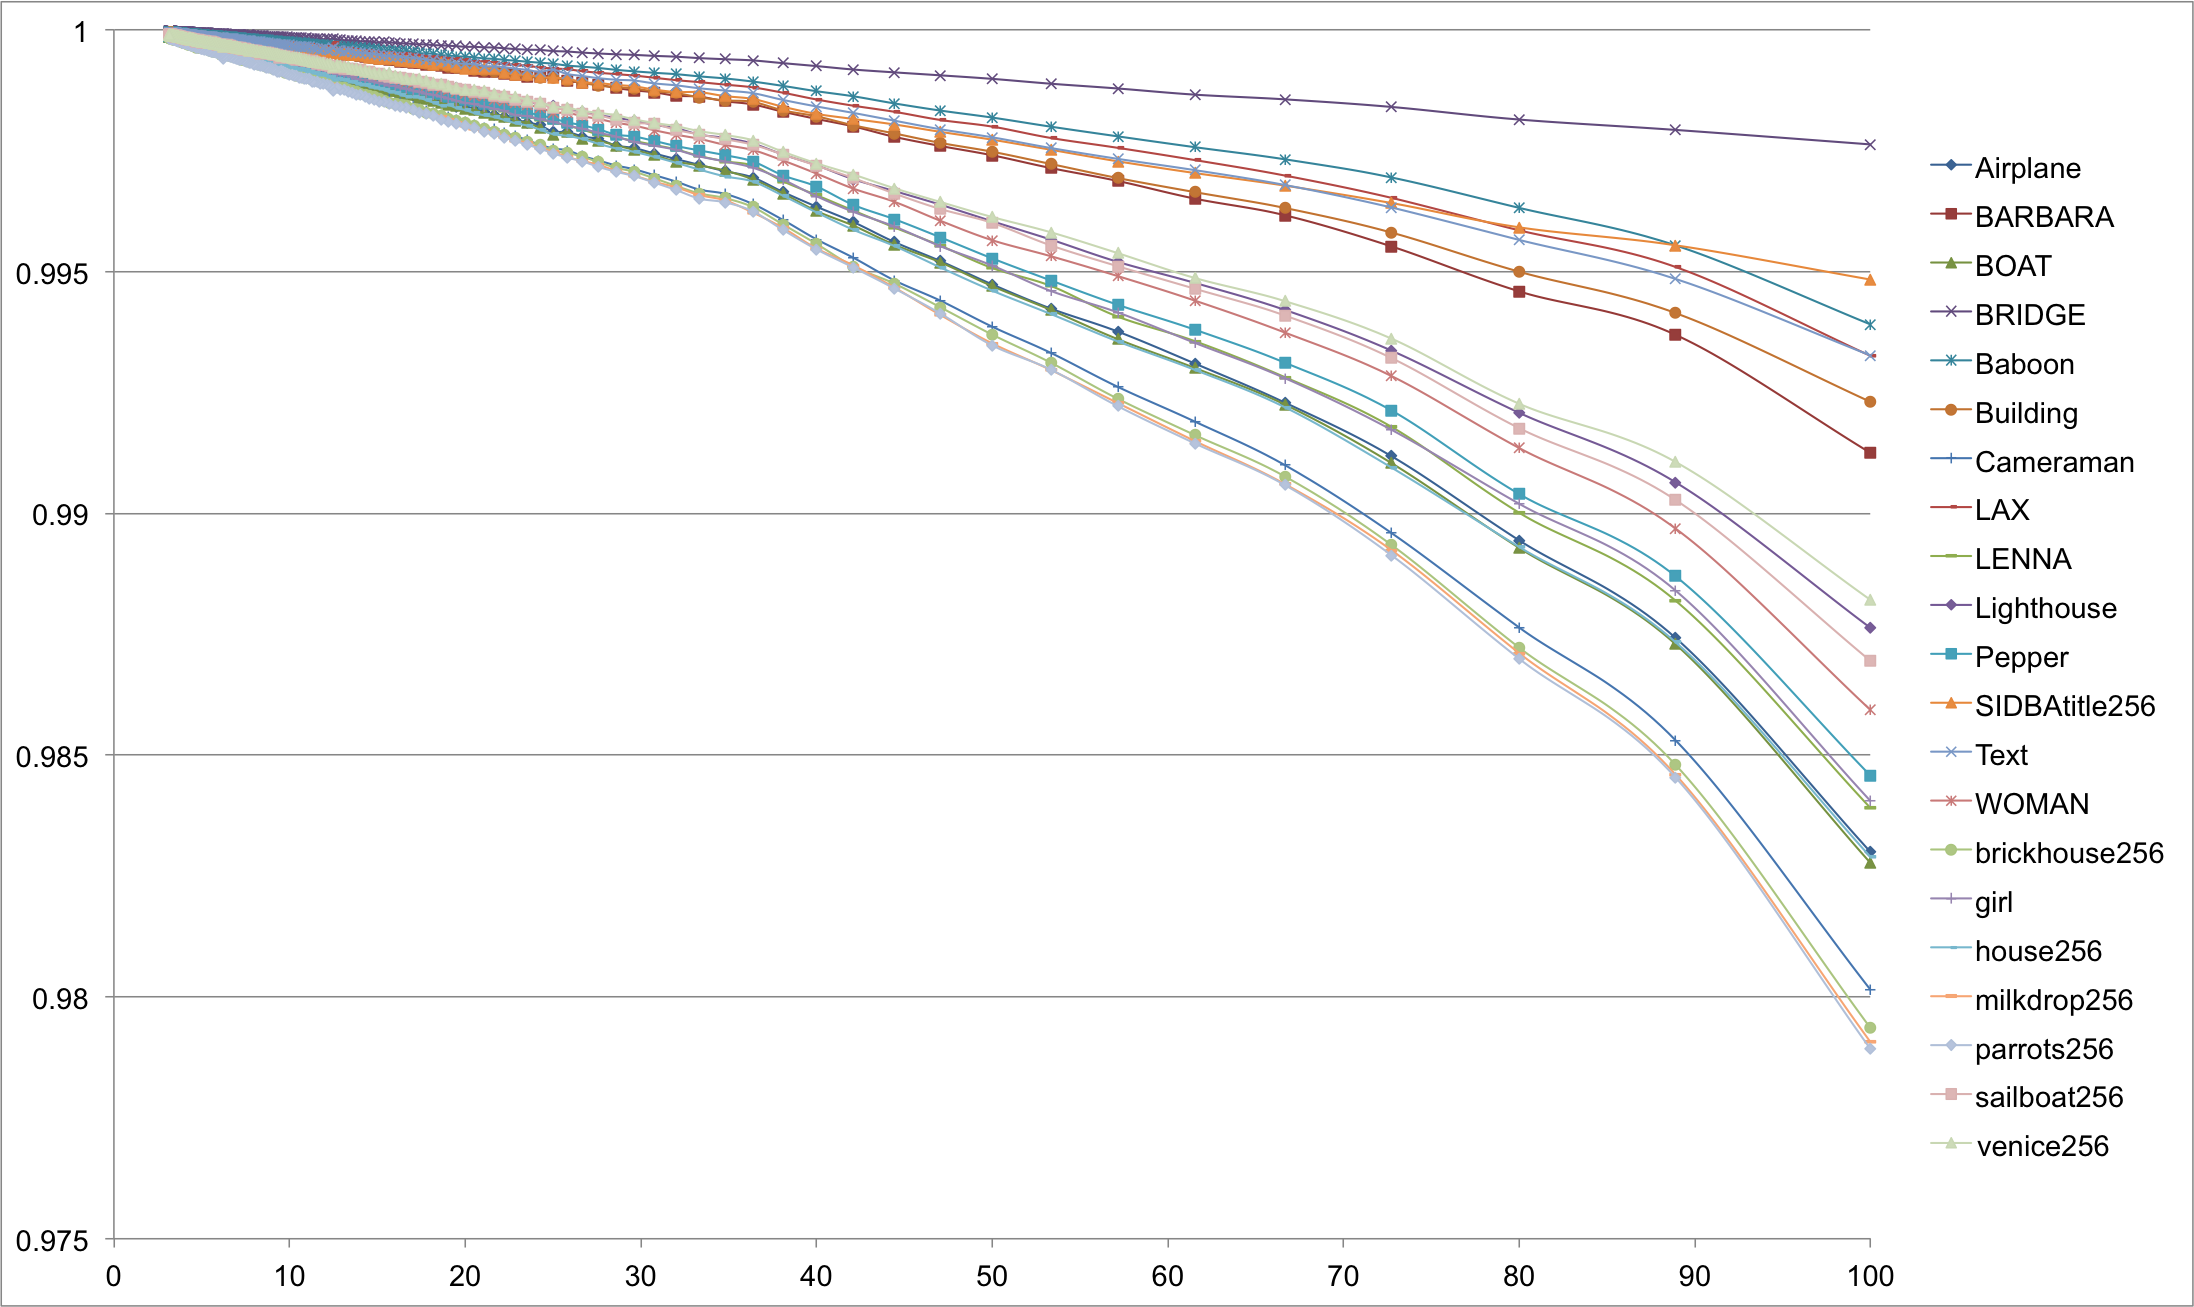 1
0.995
0.99
0.985
0.98
0.975
0 10 20 30 40 50 60 70 80 90 100
Airplane
BARBARA
BOAT
BRIDGE
Baboon
Building
Cameraman
LAX
LENNA
Lighthouse
Pepper
SIDBAtitle256
Text
WOMAN
brickhouse256
girl
house256
milkdrop256
parrots256
sailboat256
venice256